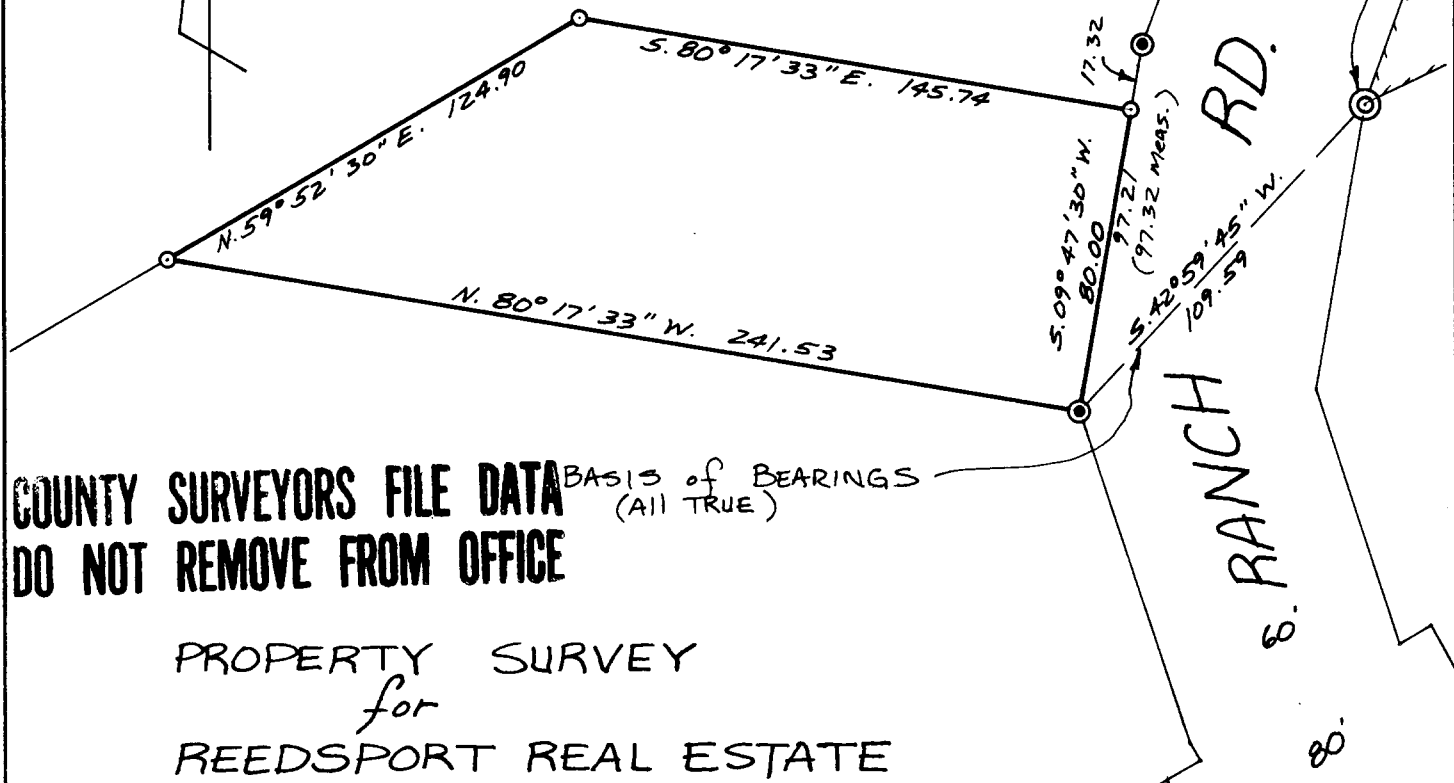 S. 80° 17' 33" E. 145.74
17.32
RD.
N. 59° 52' 30" E. 124.90
S. 09° 47' 30" W.
80.00
97.21
(97.32 Meas.)
S. 42° 59' 45" W.
109.59
N. 80° 17' 33" W. 241.53
RANCH
COUNTY SURVEYORS FILE DATA
DO NOT REMOVE FROM OFFICE
BASIS of BEARINGS
(All TRUE)
60.
80'
PROPERTY SURVEY
for
REEDSPORT REAL ESTATE